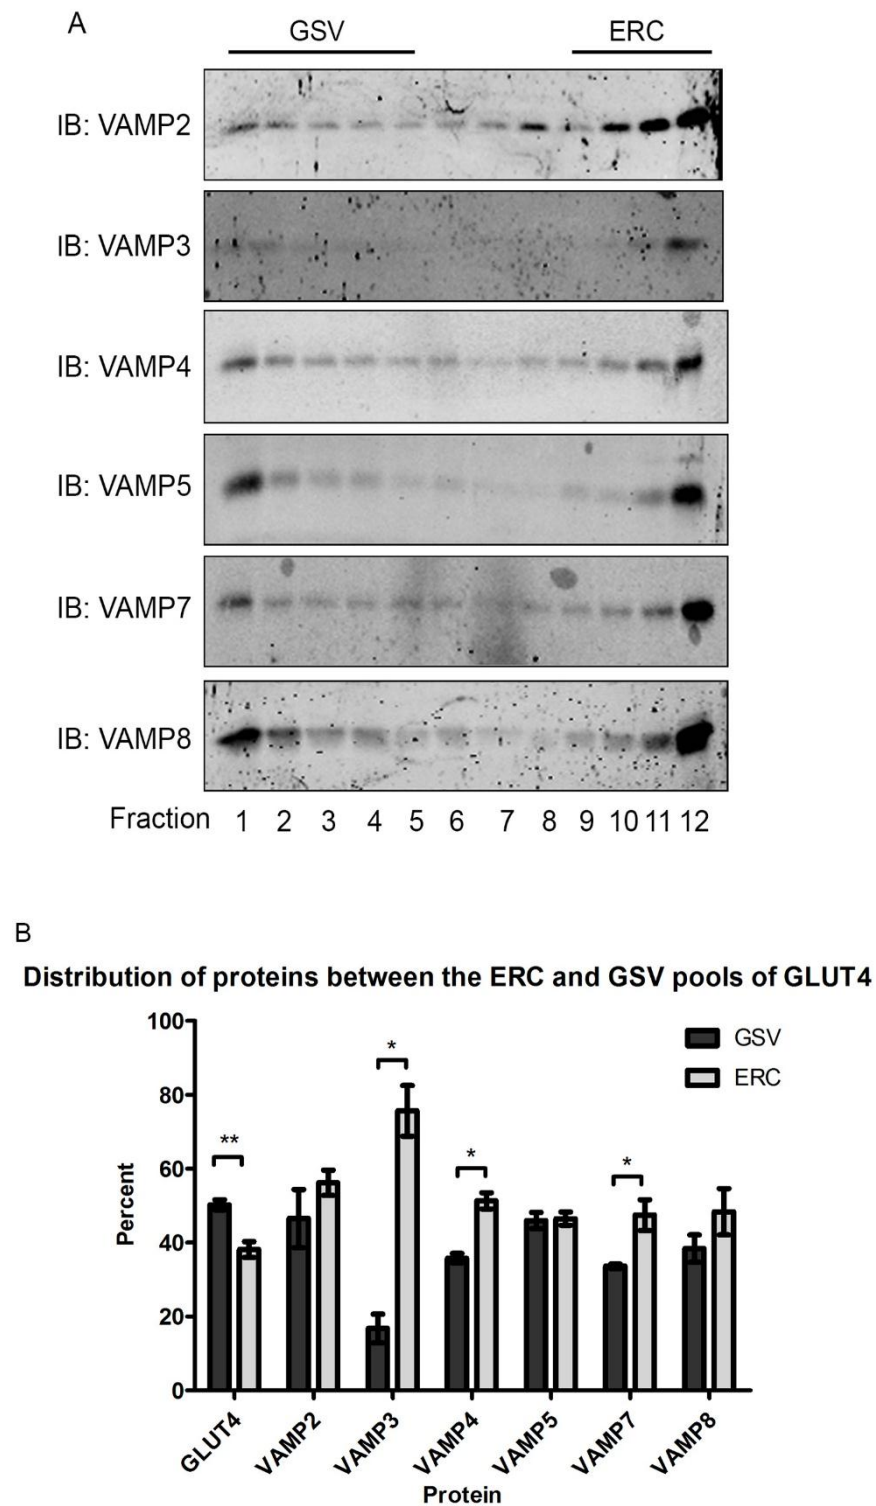 A
GSV ERC
IB: VAMP2
IB: VAMP3
IB: VAMP4
IB: VAMP5
IB: VAMP7
IB: VAMP8
Fraction 1 2 3 4 5 6 7 8 9 10 11 12
B
Distribution of proteins between the ERC and GSV pools of GLUT4
100
80
60
40
20
0
Percent
GSV
ERC
**
*
*
*
GLUT4 VAMP2 VAMP3 VAMP4 VAMP5 VAMP7 VAMP8
Protein